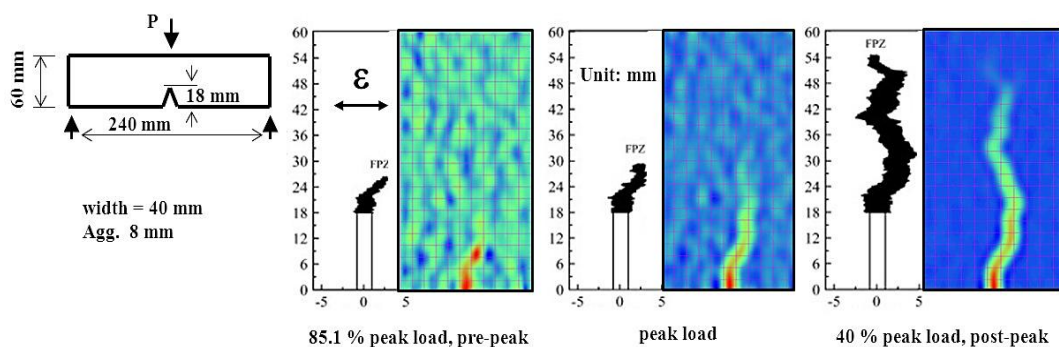 P
60 mm
18 mm
240 mm
width = 40 mm
Agg. 8 mm
60
54
48
42
36
30
24
18
12
6
0
-5 0 5
ε
FPZ
85.1 % peak load, pre-peak
60
54
48
42
36
30
24
18
12
6
0
-5 0 5
Unit: mm
FPZ
peak load
60
54
48
42
36
30
24
18
12
6
0
-5 0 5
FPZ
40 % peak load, post-peak